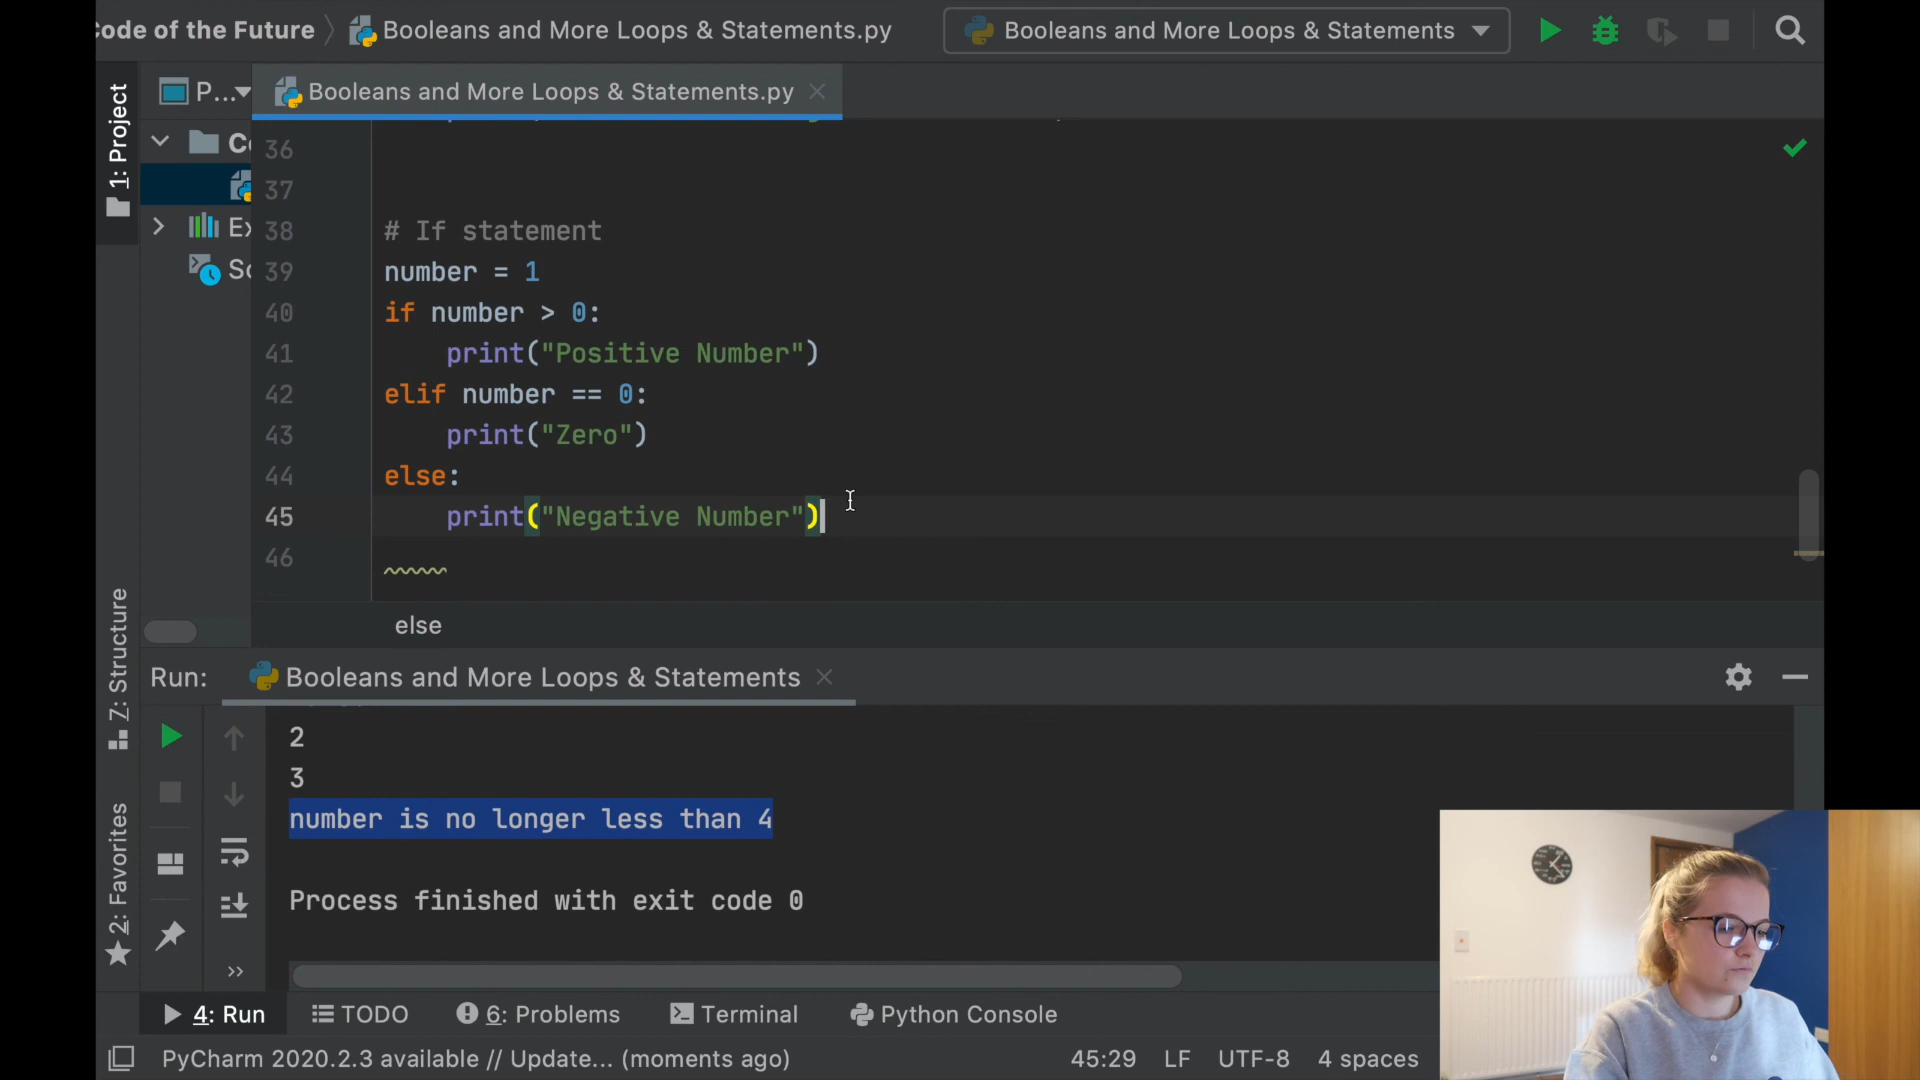 Code of the Future
Booleans and More Loops & Statements.py
Booleans and More Loops & Statements
1: Project
P...
Booleans and More Loops & Statements.py
36
37
38 # If statement
39 number = 1
40 if number > 0:
41 print("Positive Number")
42 elif number == 0:
43 print("Zero")
44 else:
45 print("Negative Number")
46
else
Z: Structure
2: Favorites
Run:
Booleans and More Loops & Statements
2
3
number is no longer less than 4
Process finished with exit code 0
4: Run
TODO
6: Problems
Terminal
Python Console
PyCharm 2020.2.3 available // Update... (moments ago)
45:29
LF
UTF-8
4 spaces